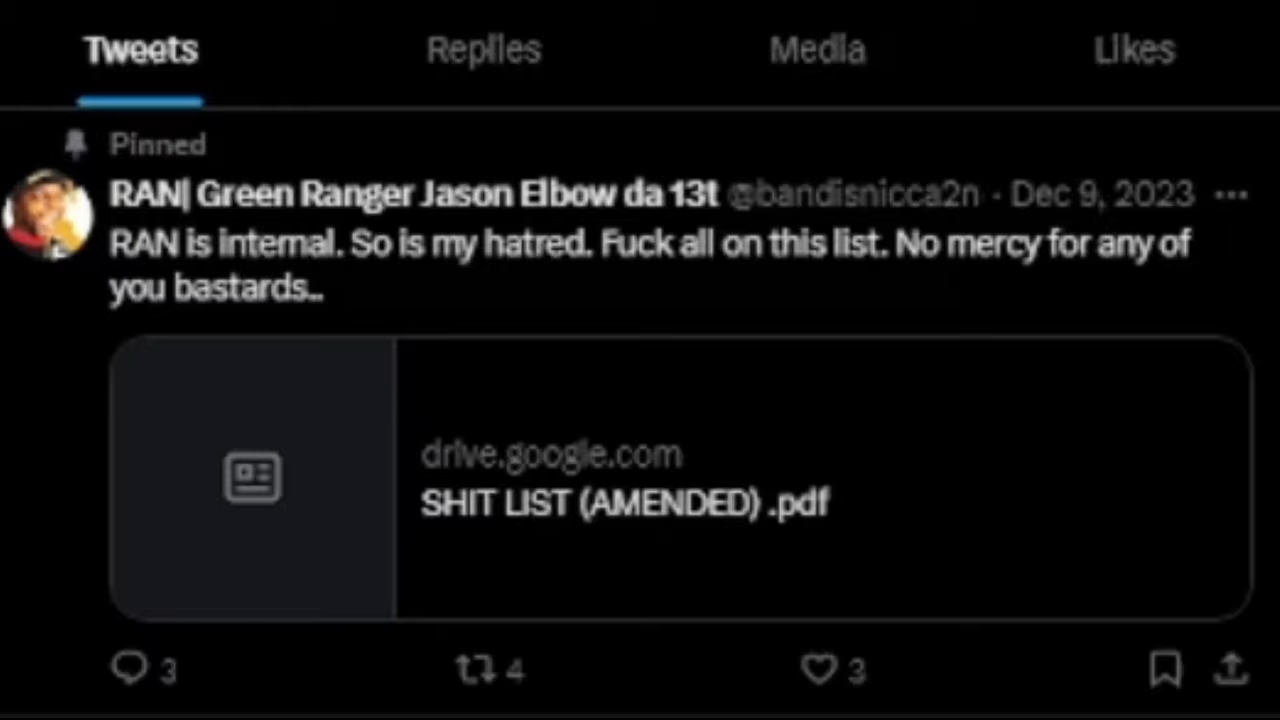 Tweets Replies Media Likes
Pinned
RAN| Green Ranger Jason Elbow da 13t @bandisnicca2n · Dec 9, 2023 ···
RAN is internal. So is my hatred. Fuck all on this list. No mercy for any of
you bastards..
drive.google.com
SHIT LIST (AMENDED) .pdf
3 4 3